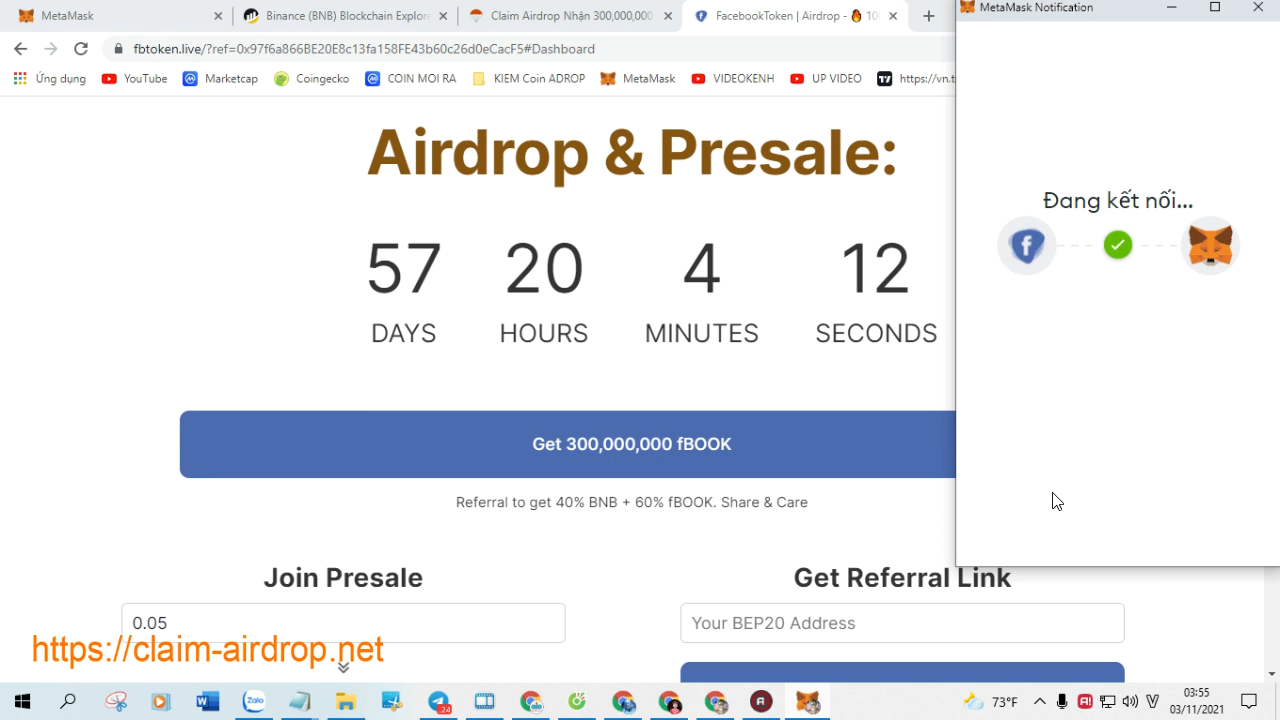 MetaMask
Binance (BNB) Blockchain Explor
Claim Airdrop Nhận 300,000,000
FacebookToken | Airdrop - 🔥 10
MetaMask Notification
fbtoken.live/?ref=0x97f6a866BE20E8c13fa158FE43b60c26d0eCacF5#Dashboard
Ứng dụng
YouTube
Marketcap
Coingecko
COIN MOI RA
KIEM Coin ADROP
MetaMask
VIDEOKENH
UP VIDEO
https://vn.t
Airdrop & Presale:
57 20 4 12
DAYS HOURS MINUTES SECONDS
Đang kết nối...
Get 300,000,000 fBOOK
Referral to get 40% BNB + 60% fBOOK. Share & Care
Join Presale
Get Referral Link
0.05
Your BEP20 Address
https://claim-airdrop.net
Zalo
24
73°F
03:55
03/11/2021